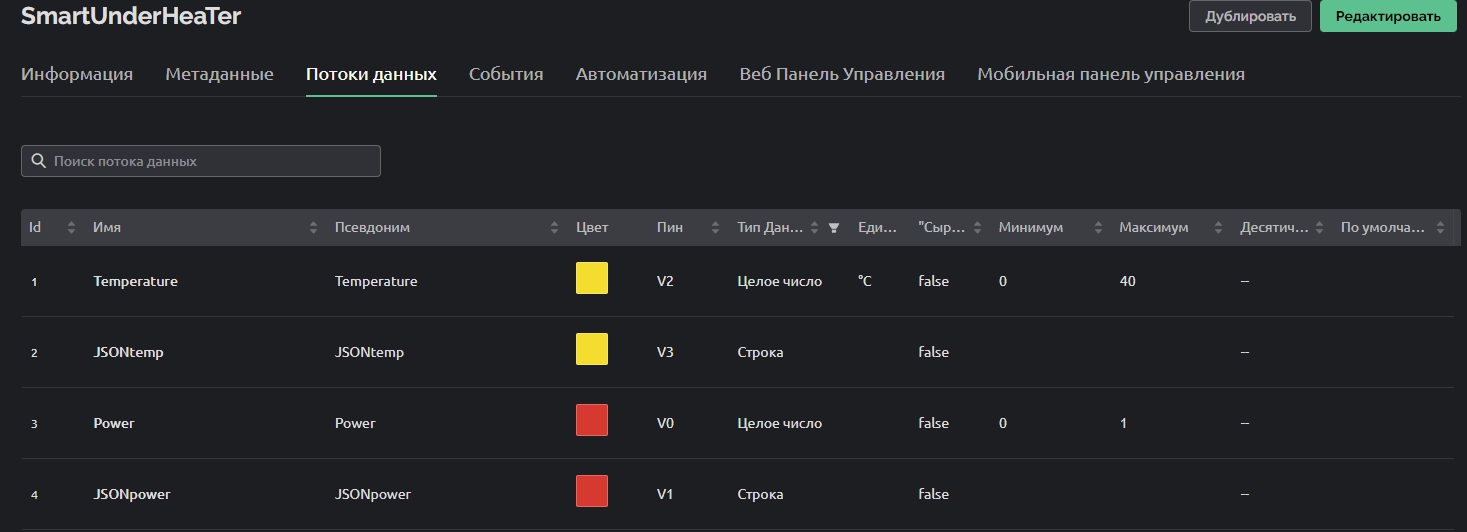 SmartUnderHeaTer
Дублировать Редактировать
Информация Метаданные Потоки данных События Автоматизация Веб Панель Управления Мобильная панель управления
Поиск потока данных
Id Имя Псевдоним Цвет Пин Тип Дан... Еди... "Сыр... Минимум Максимум Десятич... По умолча...
1 Temperature Temperature V2 Целое число °C false 0 40 --
2 JSONtemp JSONtemp V3 Строка false --
3 Power Power V0 Целое число false 0 1 --
4 JSONpower JSONpower V1 Строка false --